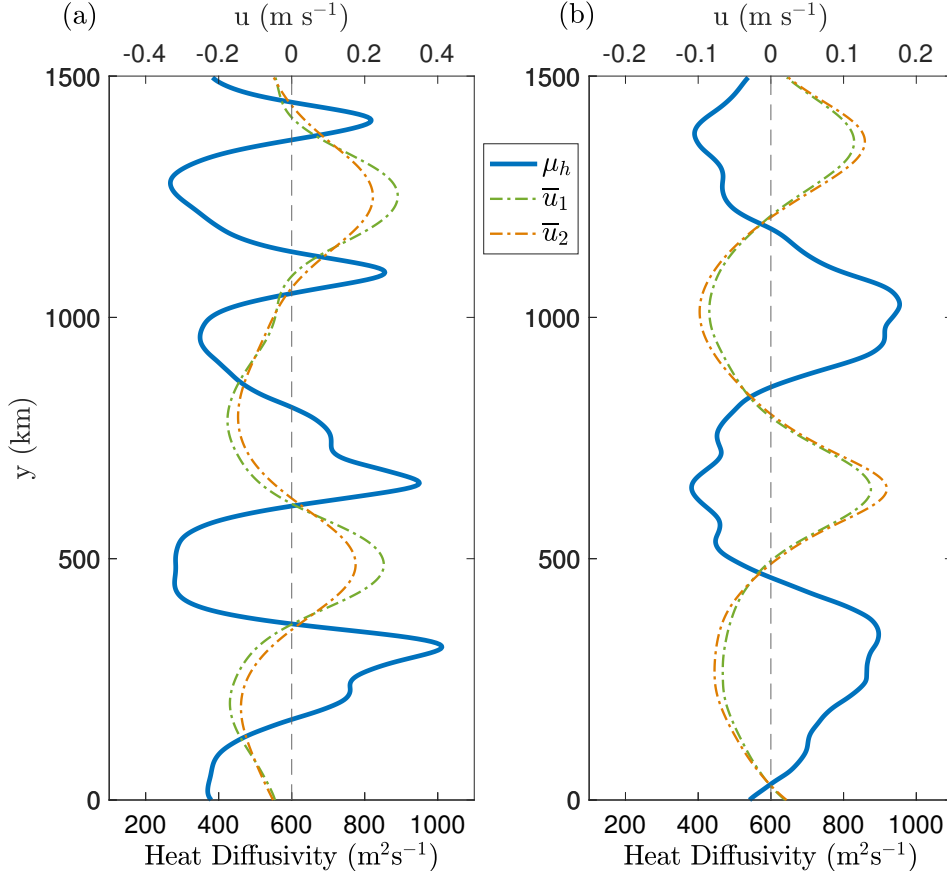 (a) u (m s⁻¹) (b) u (m s⁻¹)
-0.4 -0.2 0 0.2 0.4 -0.2 -0.1 0 0.1 0.2
1500 1500
μ_h
u̅₁
u̅₂
1000 1000
y (km)
500 500
0 0
200 400 600 800 1000 200 400 600 800 1000
Heat Diffusivity (m²s⁻¹) Heat Diffusivity (m²s⁻¹)